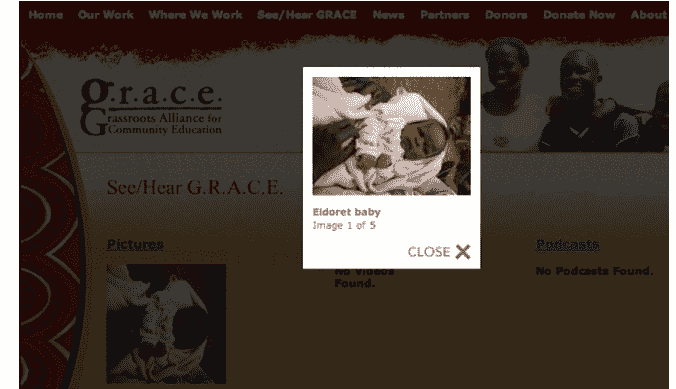 Home Our Work Where We Work See/Hear GRACE News Partners Donors Donate Now About
g.r.a.c.e.
Grassroots Alliance for
Community Education
See/Hear G.R.A.C.E.
Eldoret baby
Image 1 of 5
CLOSE X
Pictures
Podcasts
No Videos
Found.
No Podcasts Found.